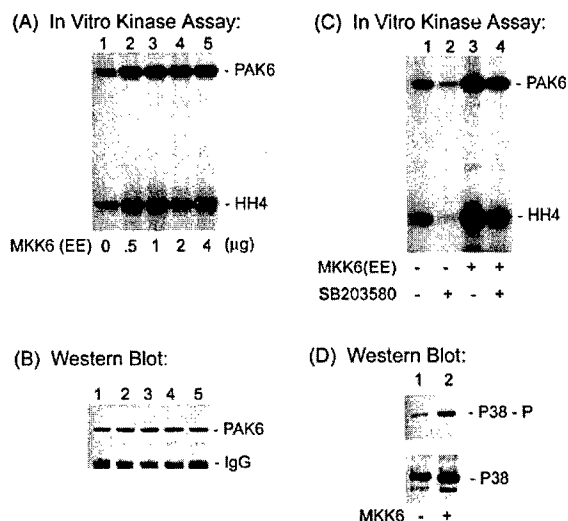 (A) In Vitro Kinase Assay:
1 2 3 4 5
- PAK6
- HH4
MKK6 (EE) 0 .5 1 2 4 (µg)
(B) Western Blot:
1 2 3 4 5
- PAK6
- IgG
(C) In Vitro Kinase Assay:
1 2 3 4
- PAK6
- HH4
MKK6(EE) - - + +
SB203580 - + - +
(D) Western Blot:
1 2
- P38 - P
- P38
MKK6 - +